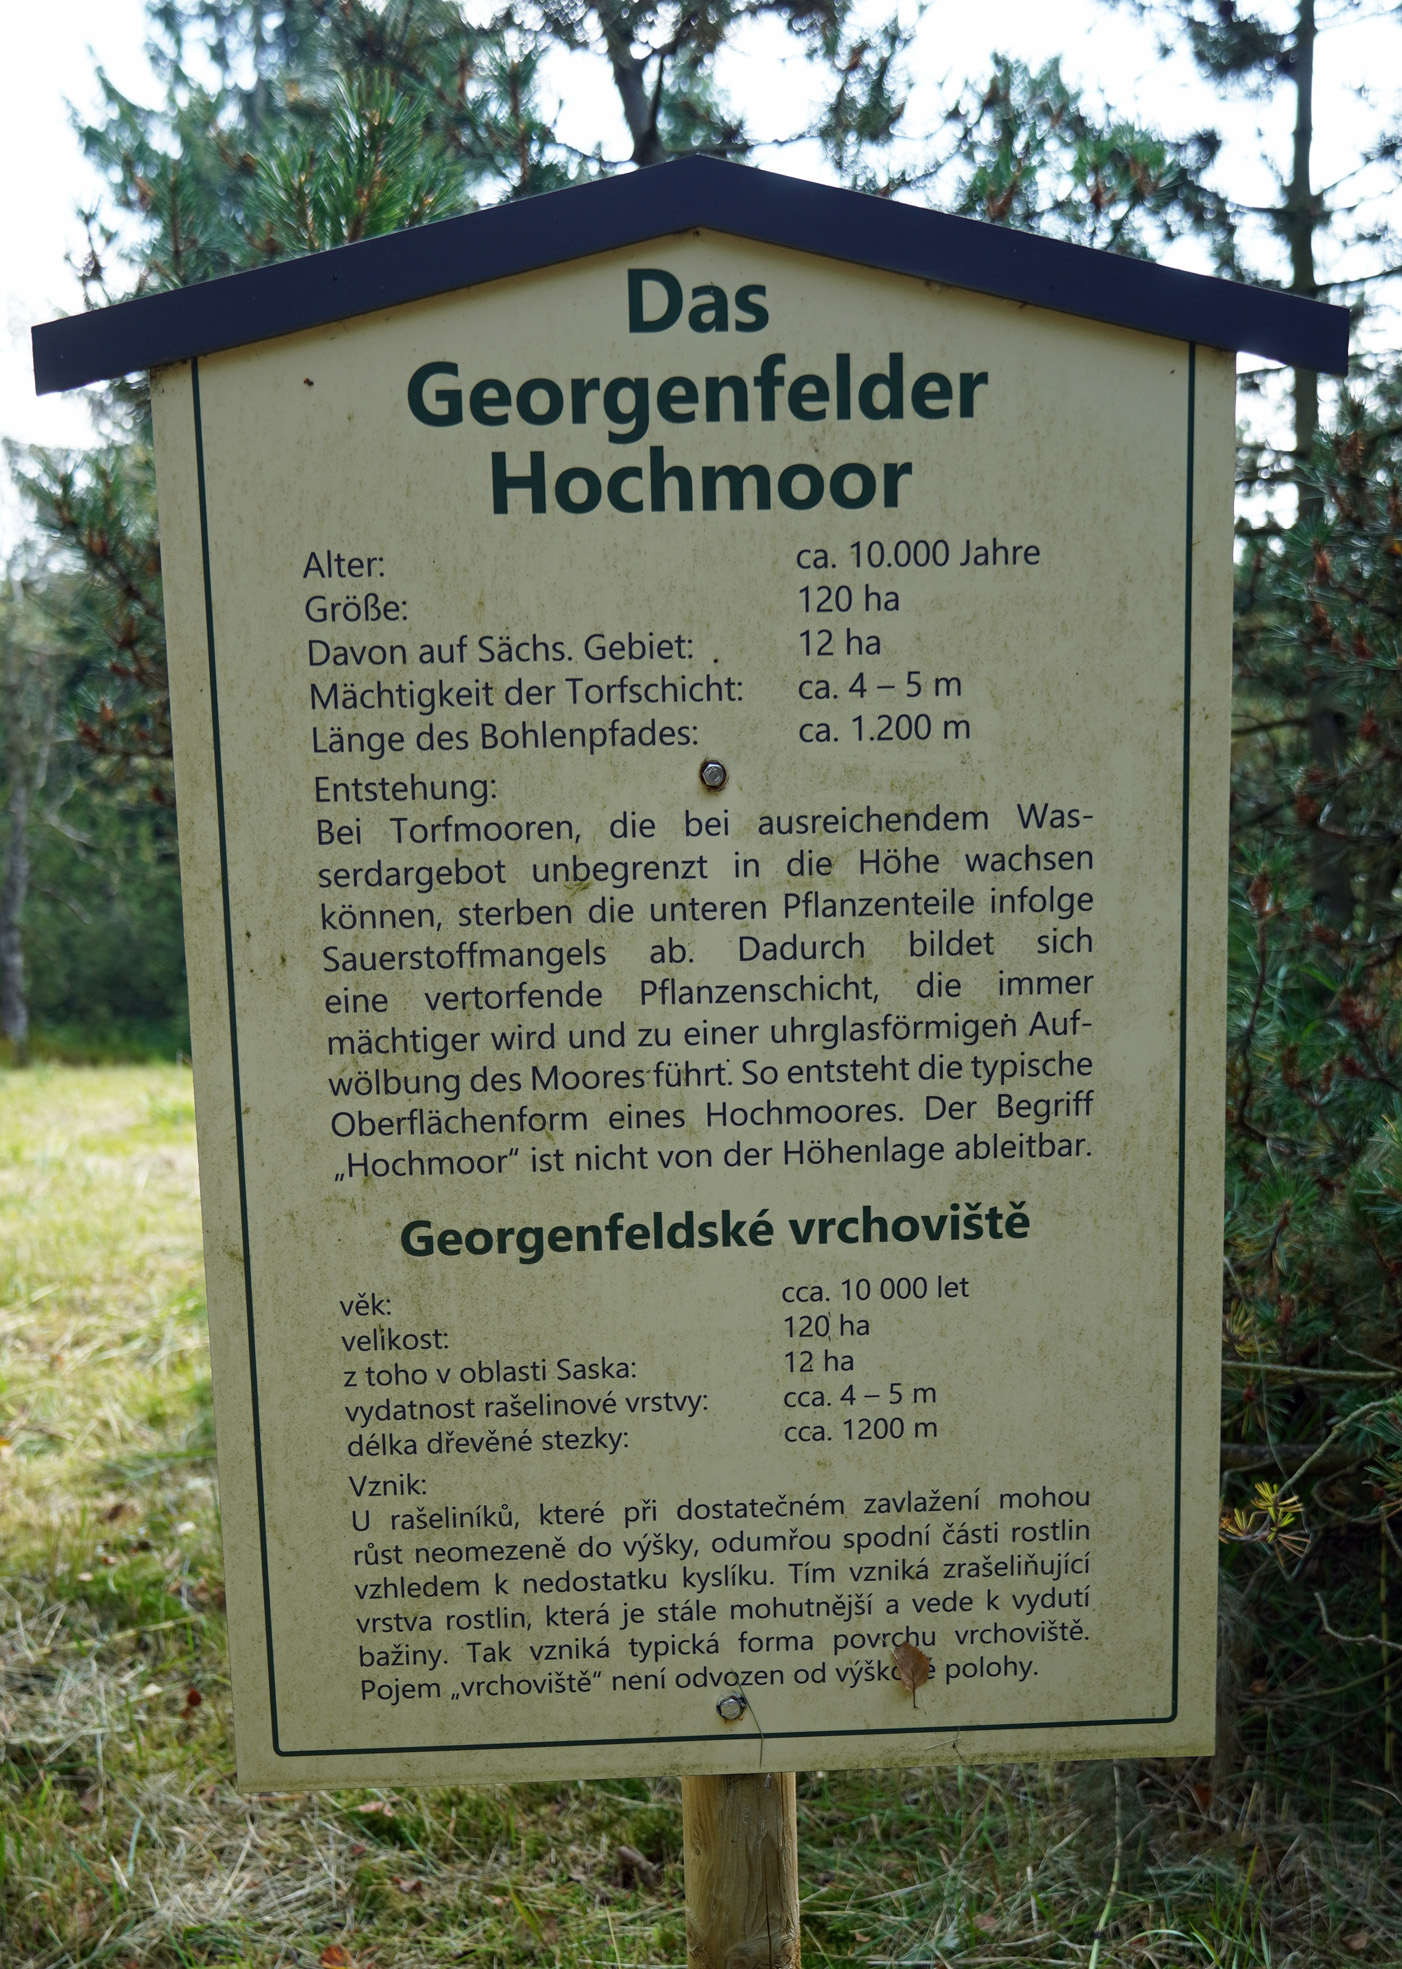 Das
Georgenfelder
Hochmoor
Alter: ca. 10.000 Jahre
Größe: 120 ha
Davon auf Sächs. Gebiet: 12 ha
Mächtigkeit der Torfschicht: ca. 4 – 5 m
Länge des Bohlenpfades: ca. 1.200 m
Entstehung:
Bei Torfmooren, die bei ausreichendem Was-
serdargebot unbegrenzt in die Höhe wachsen
können, sterben die unteren Pflanzenteile infolge
Sauerstoffmangels ab. Dadurch bildet sich
eine vertorfende Pflanzenschicht, die immer
mächtiger wird und zu einer uhrglasförmigen Auf-
wölbung des Moores führt. So entsteht die typische
Oberflächenform eines Hochmoores. Der Begriff
„Hochmoor“ ist nicht von der Höhenlage ableitbar.
Georgenfeldské vrchoviště
věk: cca. 10 000 let
velikost: 120 ha
z toho v oblasti Saska: 12 ha
vydatnost rašelinové vrstvy: cca. 4 – 5 m
délka dřevěné stezky: cca. 1200 m
Vznik:
U rašeliníků, které při dostatečném zavlažení mohou
růst neomezeně do výšky, odumřou spodní části rostlin
vzhledem k nedostatku kyslíku. Tím vzniká zrašeliňující
vrstva rostlin, která je stále mohutnější a vede k vydutí
bažiny. Tak vzniká typická forma povrchu vrchoviště.
Pojem „vrchoviště“ není odvozen od výškové polohy.